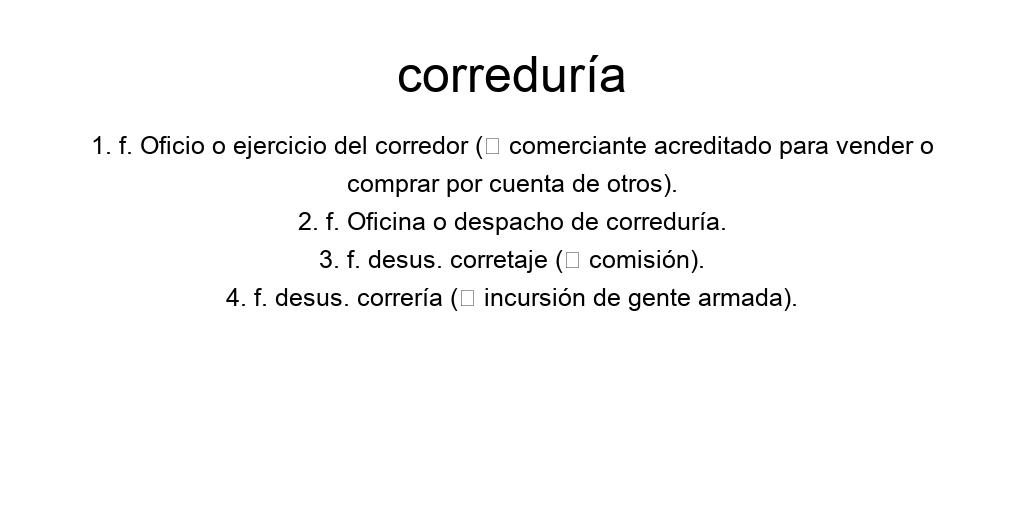 correduría
1. f. Oficio o ejercicio del corredor (□ comerciante acreditado para vender o
comprar por cuenta de otros).
2. f. Oficina o despacho de correduría.
3. f. desus. corretaje (□ comisión).
4. f. desus. correría (□ incursión de gente armada).